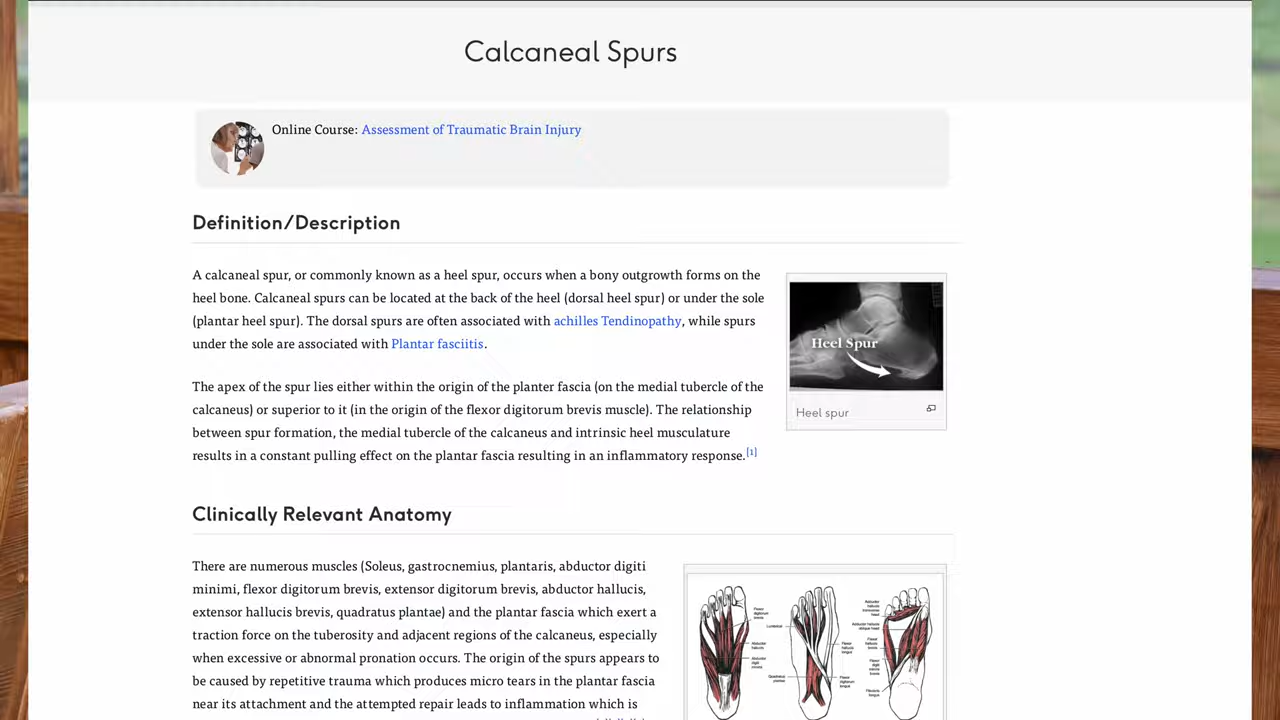 Calcaneal Spurs
Online Course: Assessment of Traumatic Brain Injury
Definition/Description
A calcaneal spur, or commonly known as a heel spur, occurs when a bony outgrowth forms on the
heel bone. Calcaneal spurs can be located at the back of the heel (dorsal heel spur) or under the sole
(plantar heel spur). The dorsal spurs are often associated with achilles Tendinopathy, while spurs
under the sole are associated with Plantar fasciitis.
Heel Spur
Heel spur
The apex of the spur lies either within the origin of the planter fascia (on the medial tubercle of the
calcaneus) or superior to it (in the origin of the flexor digitorum brevis muscle). The relationship
between spur formation, the medial tubercle of the calcaneus and intrinsic heel musculature
results in a constant pulling effect on the plantar fascia resulting in an inflammatory response.[1]
Clinically Relevant Anatomy
There are numerous muscles (Soleus, gastrocnemius, plantaris, abductor digiti
minimi, flexor digitorum brevis, extensor digitorum brevis, abductor hallucis,
extensor hallucis brevis, quadratus plantae) and the plantar fascia which exert a
traction force on the tuberosity and adjacent regions of the calcaneus, especially
when excessive or abnormal pronation occurs. The origin of the spurs appears to
be caused by repetitive trauma which produces micro tears in the plantar fascia
near its attachment and the attempted repair leads to inflammation which is